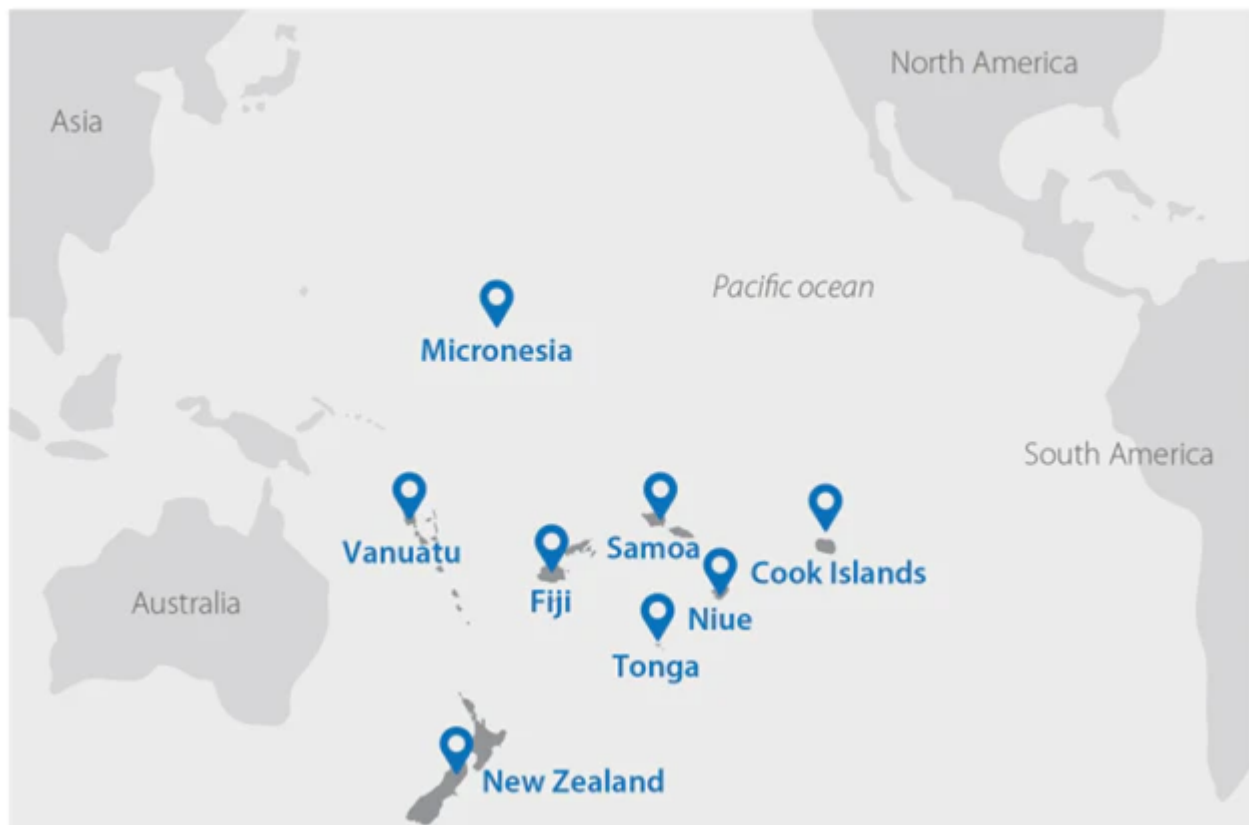 North America
Asia
Pacific ocean
Micronesia
South America
Vanuatu
Samoa
Cook Islands
Fiji
Australia
Niue
Tonga
New Zealand